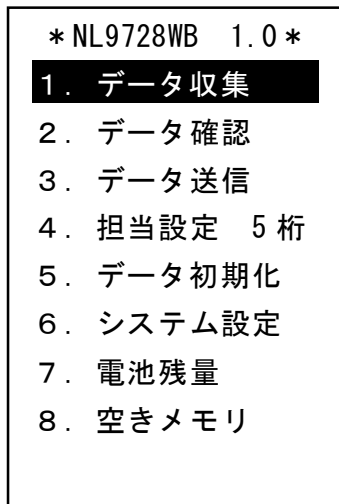 ＊NL9728WB 1.0＊
１．データ収集
２．データ確認
３．データ送信
４．担当設定　５桁
５．データ初期化
６．システム設定
７．電池残量
８．空きメモリ